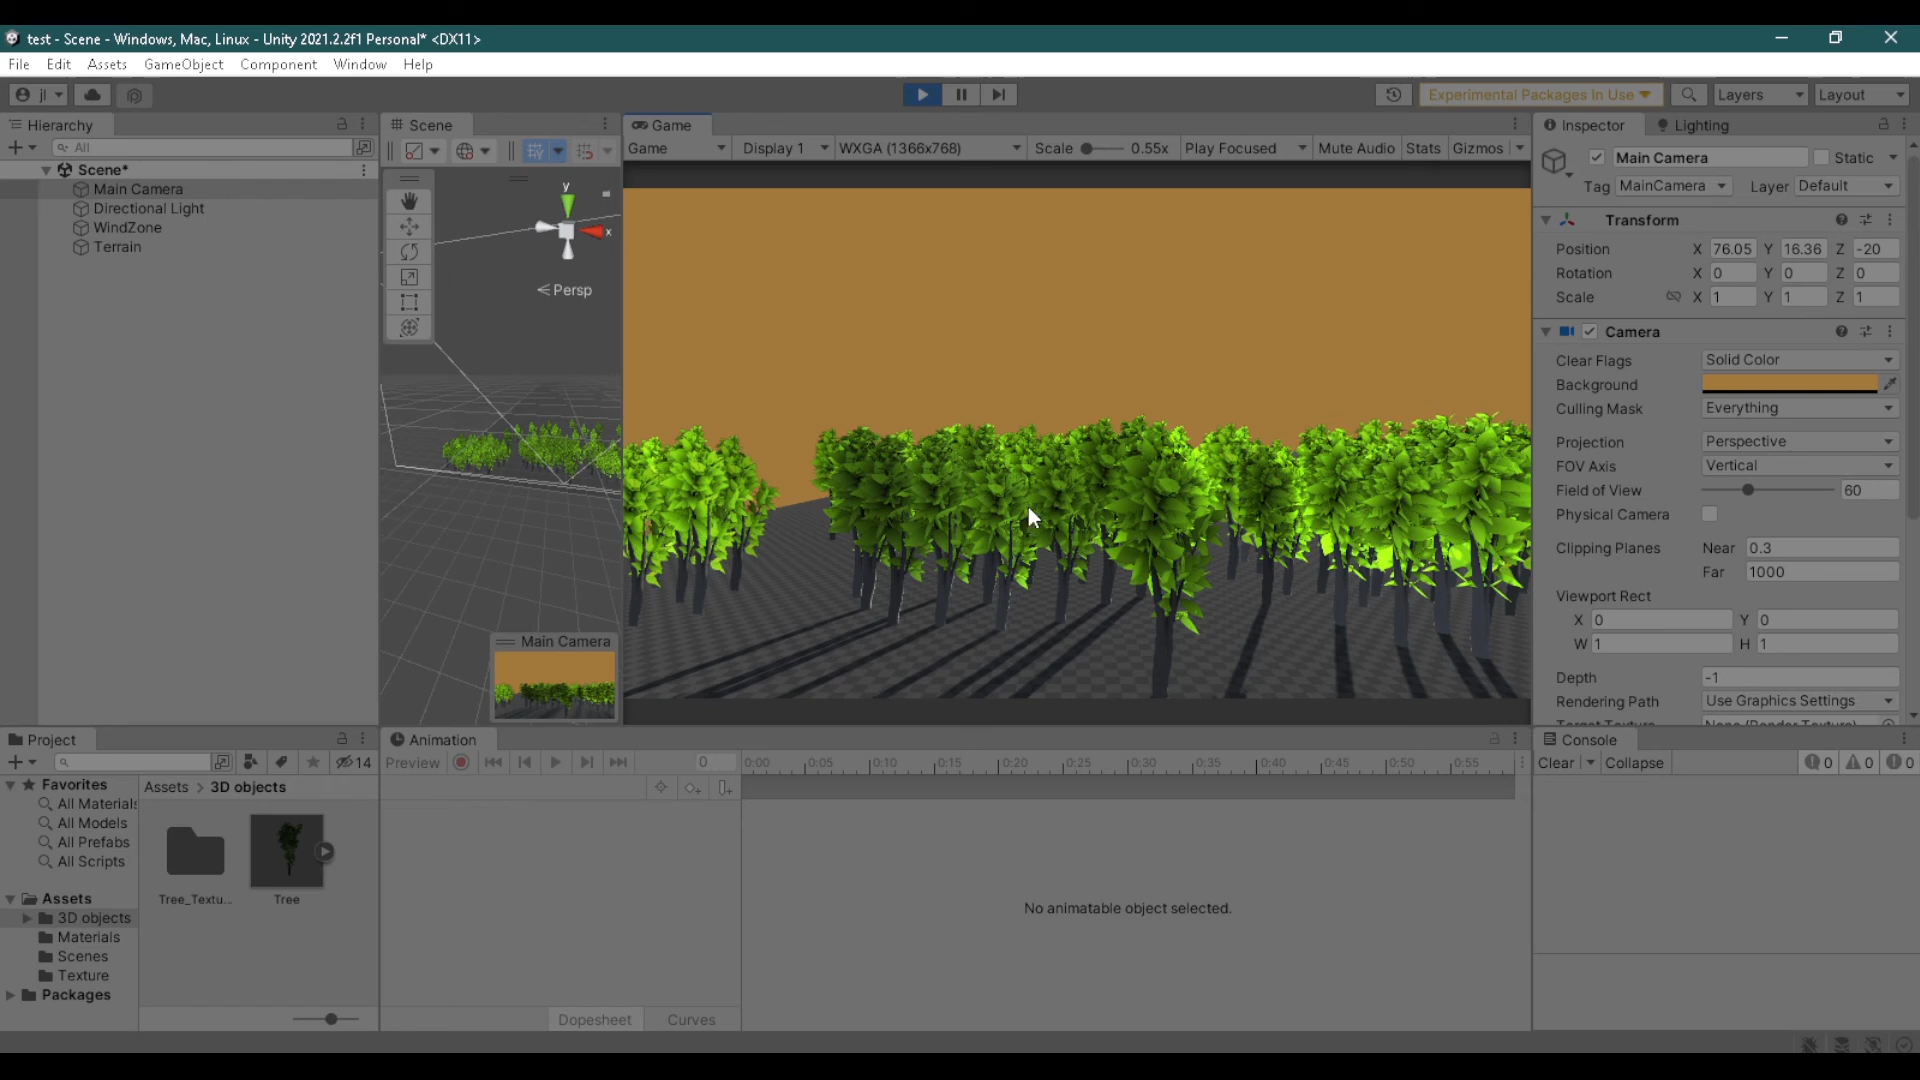 test - Scene - Windows, Mac, Linux - Unity 2021.2.2f1 Personal* <DX11>
File Edit Assets GameObject Component Window Help
jl Experimental Packages In Use Layers Layout
Hierarchy
All
Scene*
Main Camera
Directional Light
WindZone
Terrain
Scene
y
x
Persp
Main Camera
Game
Game Display 1 WXGA (1366x768) Scale 0.55x Play Focused Mute Audio Stats Gizmos
Inspector Lighting
Main Camera Static
Tag MainCamera Layer Default
Transform
Position X 76.05 Y 16.36 Z -20
Rotation X 0 Y 0 Z 0
Scale X 1 Y 1 Z 1
Camera
Clear Flags Solid Color
Background
Culling Mask Everything
Projection Perspective
FOV Axis Vertical
Field of View 60
Physical Camera
Clipping Planes Near 0.3
Far 1000
Viewport Rect
X 0 Y 0
W 1 H 1
Depth -1
Rendering Path Use Graphics Settings
Target Texture None (Render Texture)
Project
14
Favorites
All Materials
All Models
All Prefabs
All Scripts
Assets
3D objects
Materials
Scenes
Texture
Packages
Assets > 3D objects
Tree_Textu...
Tree
Animation
Preview 0
0:00 0:05 0:10 0:15 0:20 0:25 0:30 0:35 0:40 0:45 0:50 0:55
No animatable object selected.
Dopesheet Curves
Console
Clear Collapse 0 0 0